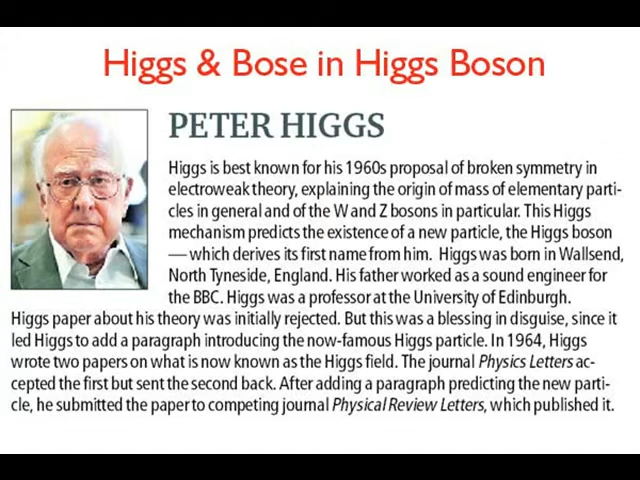 Higgs & Bose in Higgs Boson
PETER HIGGS
Higgs is best known for his 1960s proposal of broken symmetry in
electroweak theory, explaining the origin of mass of elementary parti-
cles in general and of the W and Z bosons in particular. This Higgs
mechanism predicts the existence of a new particle, the Higgs boson
— which derives its first name from him. Higgs was born in Wallsend,
North Tyneside, England. His father worked as a sound engineer for
the BBC. Higgs was a professor at the University of Edinburgh.
Higgs paper about his theory was initially rejected. But this was a blessing in disguise, since it
led Higgs to add a paragraph introducing the now-famous Higgs particle. In 1964, Higgs
wrote two papers on what is now known as the Higgs field. The journal Physics Letters ac-
cepted the first but sent the second back. After adding a paragraph predicting the new parti-
cle, he submitted the paper to competing journal Physical Review Letters, which published it.